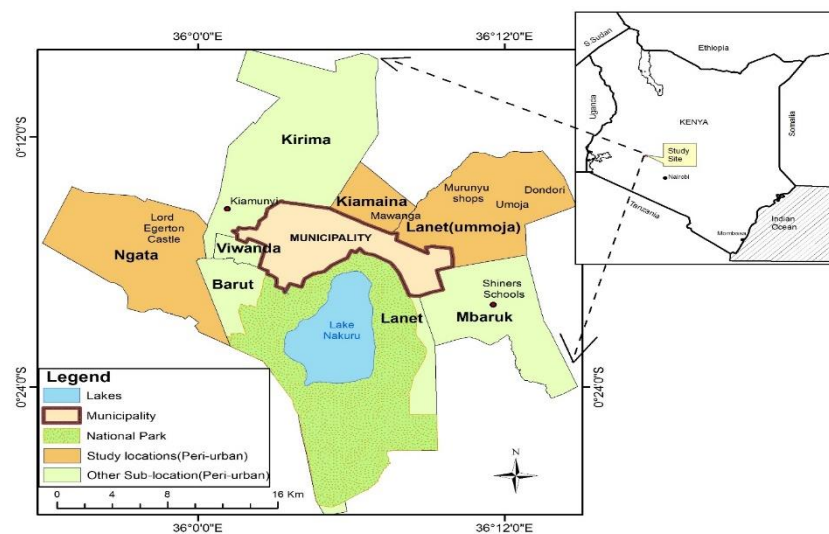 36°0'0"E
36°12'0"E
0°12'0"S
0°24'0"S
0°24'0"S
36°0'0"E
36°12'0"E
Kirima
Kiamunyi
Kiamaina
Mawanga
Murunyu
shops
Dondori
Umoja
Lanet(ummoja)
Lord
Egerton
Castle
Ngata
MUNICIPALITY
Viwanda
Barut
Shiners
Schools
Lanet
Mbaruk
Lake
Nakuru
Legend
Lakes
Municipality
National Park
Study locations(Peri-urban)
Other Sub-location(Peri-urban)
0 4 8 16 Km
N
S.Sudan
Ethiopia
Uganda
KENYA
Somalia
Study
Site
Nairobi
Tanzania
Mombosa
Indian
Ocean